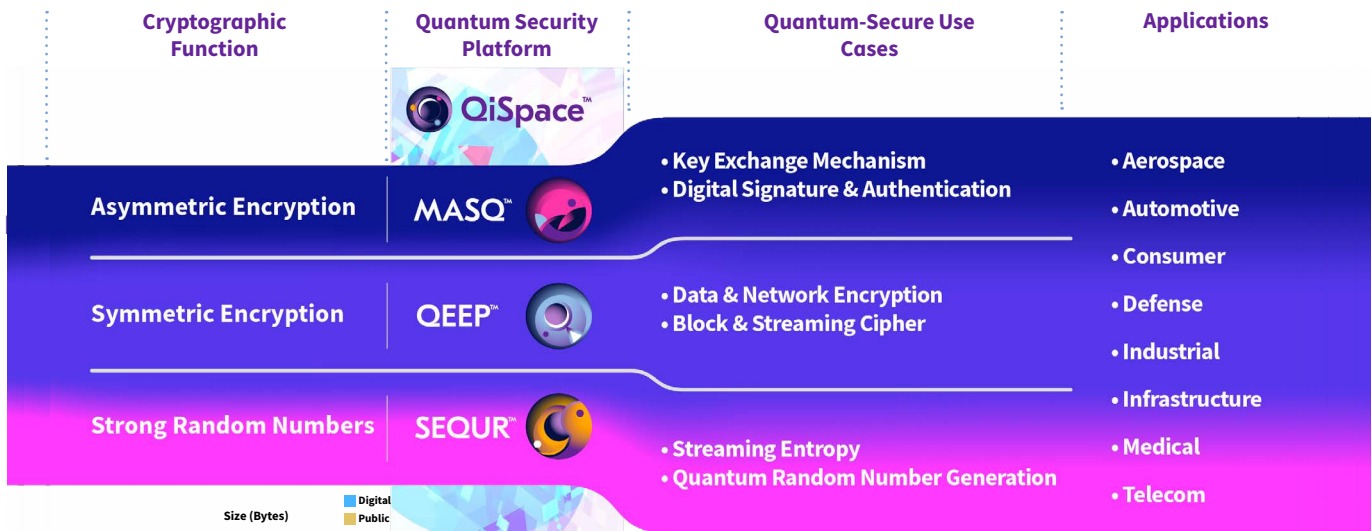 Cryptographic
Function
Quantum Security
Platform
Quantum-Secure Use
Cases
Applications
QiSpace™
Asymmetric Encryption
MASQ™
• Key Exchange Mechanism
• Digital Signature & Authentication
Symmetric Encryption
QEEP™
• Data & Network Encryption
• Block & Streaming Cipher
Strong Random Numbers
SEQUR™
• Streaming Entropy
• Quantum Random Number Generation
• Aerospace
• Automotive
• Consumer
• Defense
• Industrial
• Infrastructure
• Medical
• Telecom
Size (Bytes)
Digital
Public